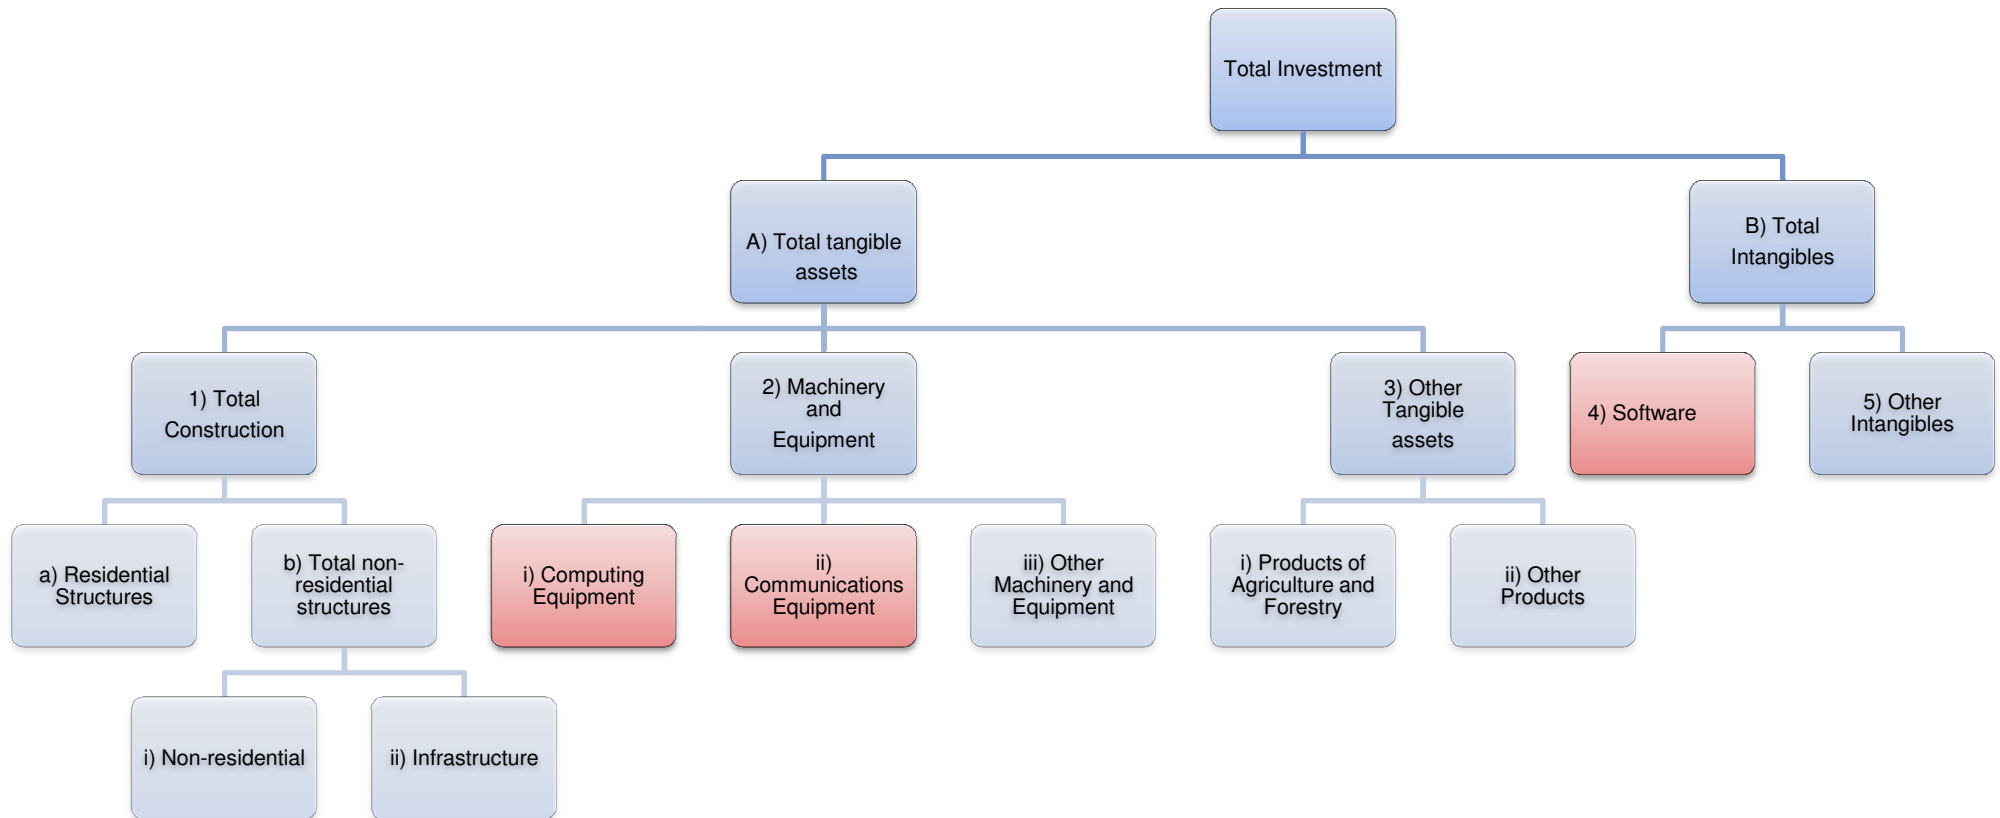 Total Investment
A) Total tangible
assets
B) Total
Intangibles
1) Total
Construction
2) Machinery
and
Equipment
3) Other
Tangible
assets
4) Software
5) Other
Intangibles
a) Residential
Structures
b) Total non-
residential
structures
i) Computing
Equipment
ii)
Communications
Equipment
iii) Other
Machinery and
Equipment
i) Products of
Agriculture and
Forestry
ii) Other
Products
i) Non-residential
ii) Infrastructure